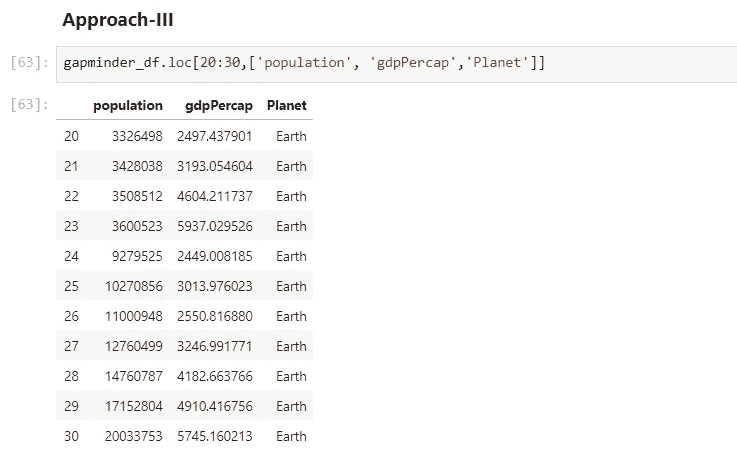 Approach-III
[63]: gapminder_df.loc[20:30,['population', 'gdpPercap','Planet']]
[63]: population gdpPercap Planet
20 3326498 2497.437901 Earth
21 3428038 3193.054604 Earth
22 3508512 4604.211737 Earth
23 3600523 5937.029526 Earth
24 9279525 2449.008185 Earth
25 10270856 3013.976023 Earth
26 11000948 2550.816880 Earth
27 12760499 3246.991771 Earth
28 14760787 4182.663766 Earth
29 17152804 4910.416756 Earth
30 20033753 5745.160213 Earth